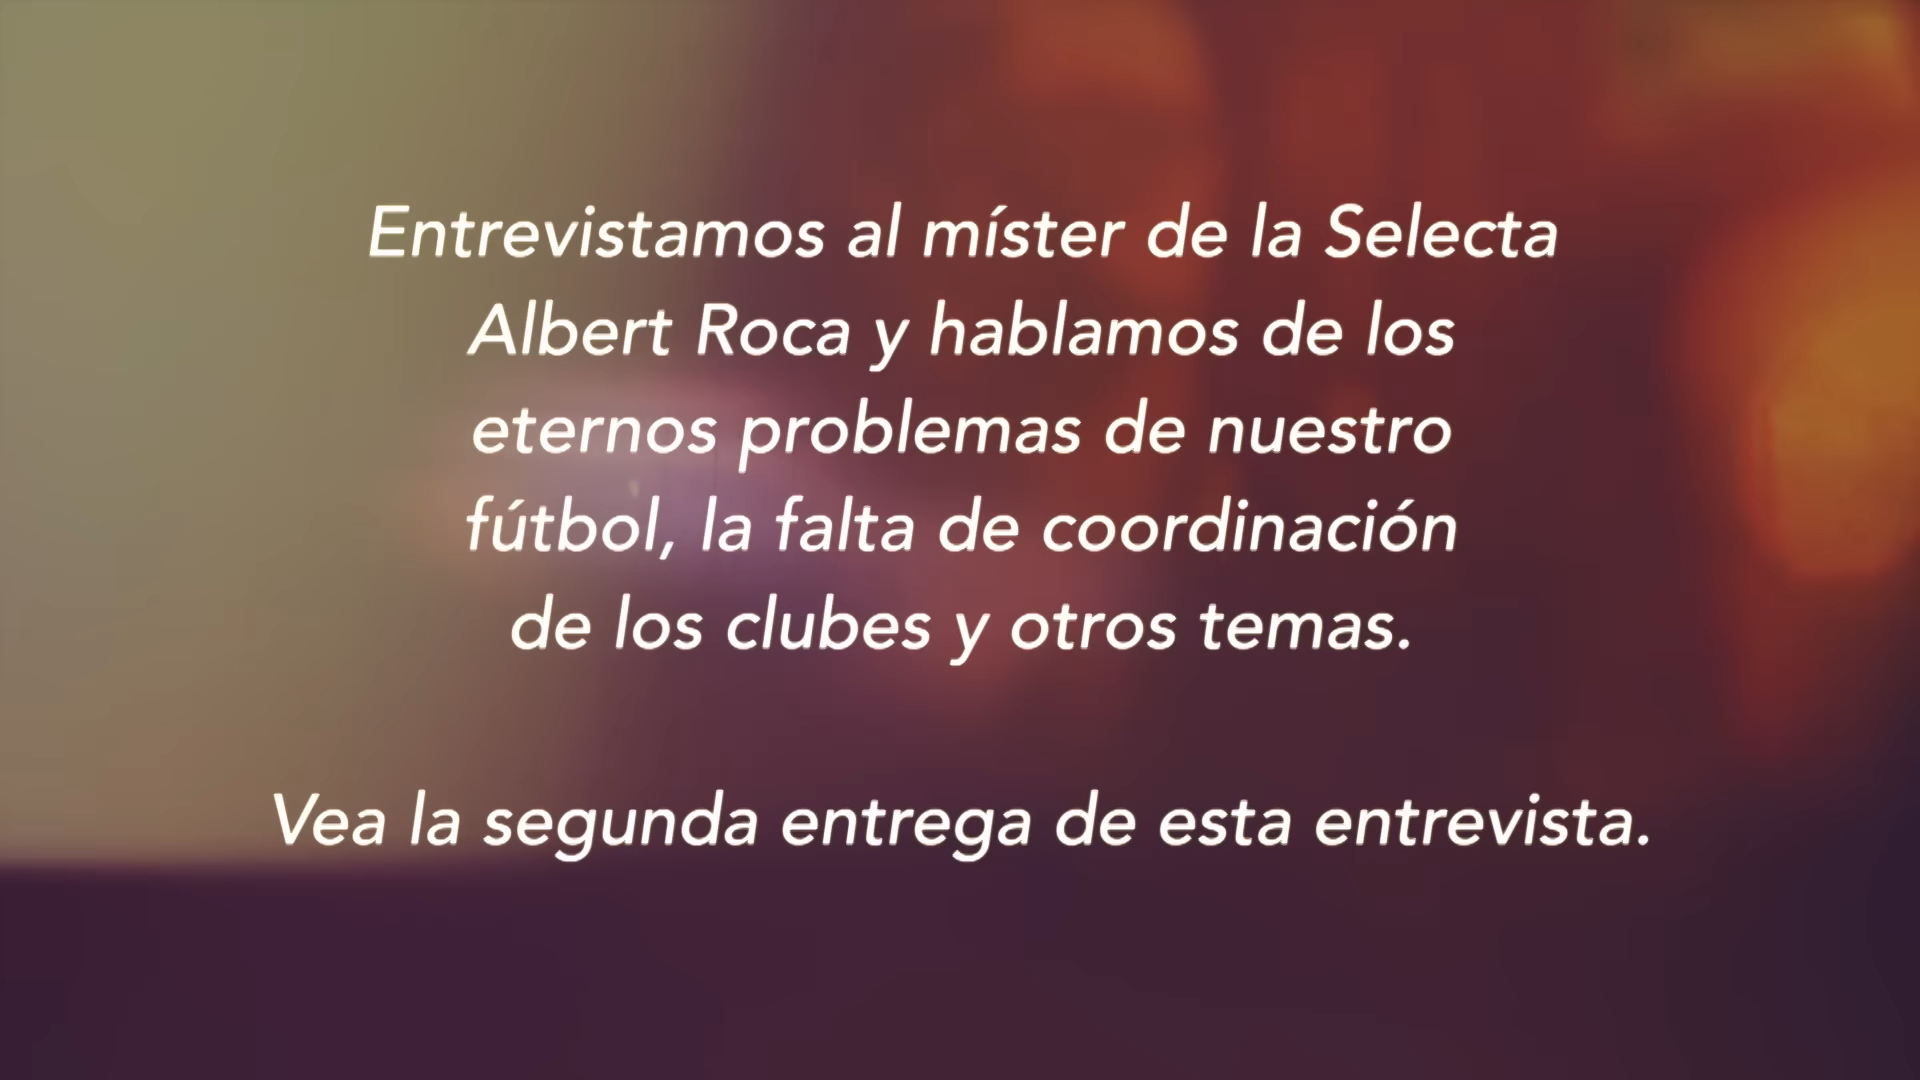 Entrevistamos al míster de la Selecta
Albert Roca y hablamos de los
eternos problemas de nuestro
fútbol, la falta de coordinación
de los clubes y otros temas.
Vea la segunda entrega de esta entrevista.